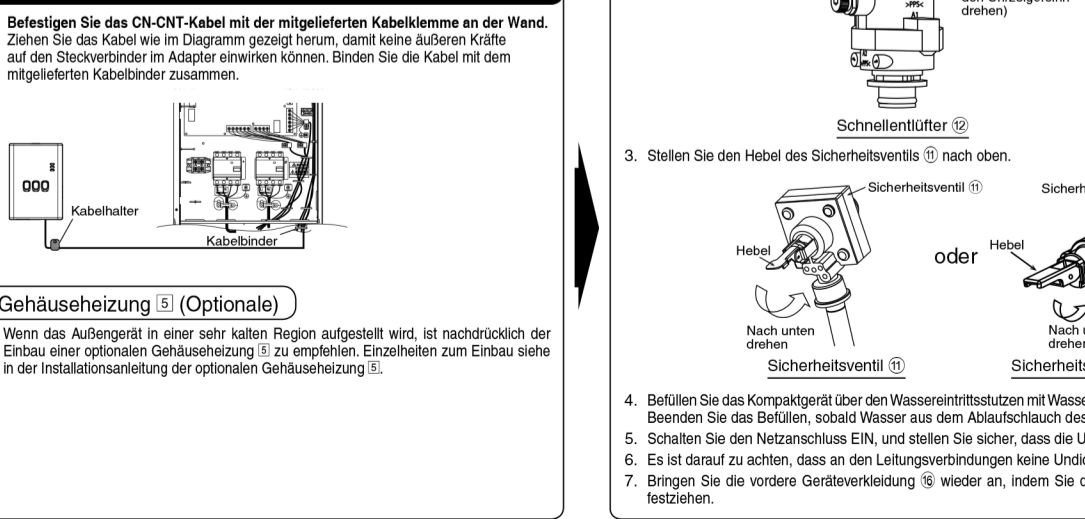 Befestigen Sie das CN-CNT-Kabel mit der mitgelieferten Kabelklemme an der Wand.
Ziehen Sie das Kabel wie im Diagramm gezeigt herum, damit keine äußeren Kräfte
auf den Steckverbinder im Adapter einwirken können. Binden Sie die Kabel mit dem
mitgelieferten Kabelbinder zusammen.
000
Kabelhalter
Kabelbinder
Gehäuseheizung 5 (Optionale)
Wenn das Außengerät in einer sehr kalten Region aufgestellt wird, ist nachdrücklich der
Einbau einer optionalen Gehäuseheizung 5 zu empfehlen. Einzelheiten zum Einbau siehe
in der Installationsanleitung der optionalen Gehäuseheizung 5.
drehen)
>PPS<
A1
Schnellentlüfter ⑫
3. Stellen Sie den Hebel des Sicherheitsventils ⑪ nach oben.
Sicherheitsventil ⑪
Hebel
Nach unten
drehen
Sicherheitsventil ⑪
oder
Hebel
4. Befüllen Sie das Kompaktgerät über den Wassereintrittsstutzen mit
Beenden Sie das Befüllen, sobald Wasser aus dem Ablaufschlauch
5. Schalten Sie den Netzanschluss EIN, und stellen Sie sicher, dass die
6. Es ist darauf zu achten, dass an den Leitungsverbindungen keine
7. Bringen Sie die vordere Geräteverkleidung ⑯ wieder an, indem Sie
festziehen.